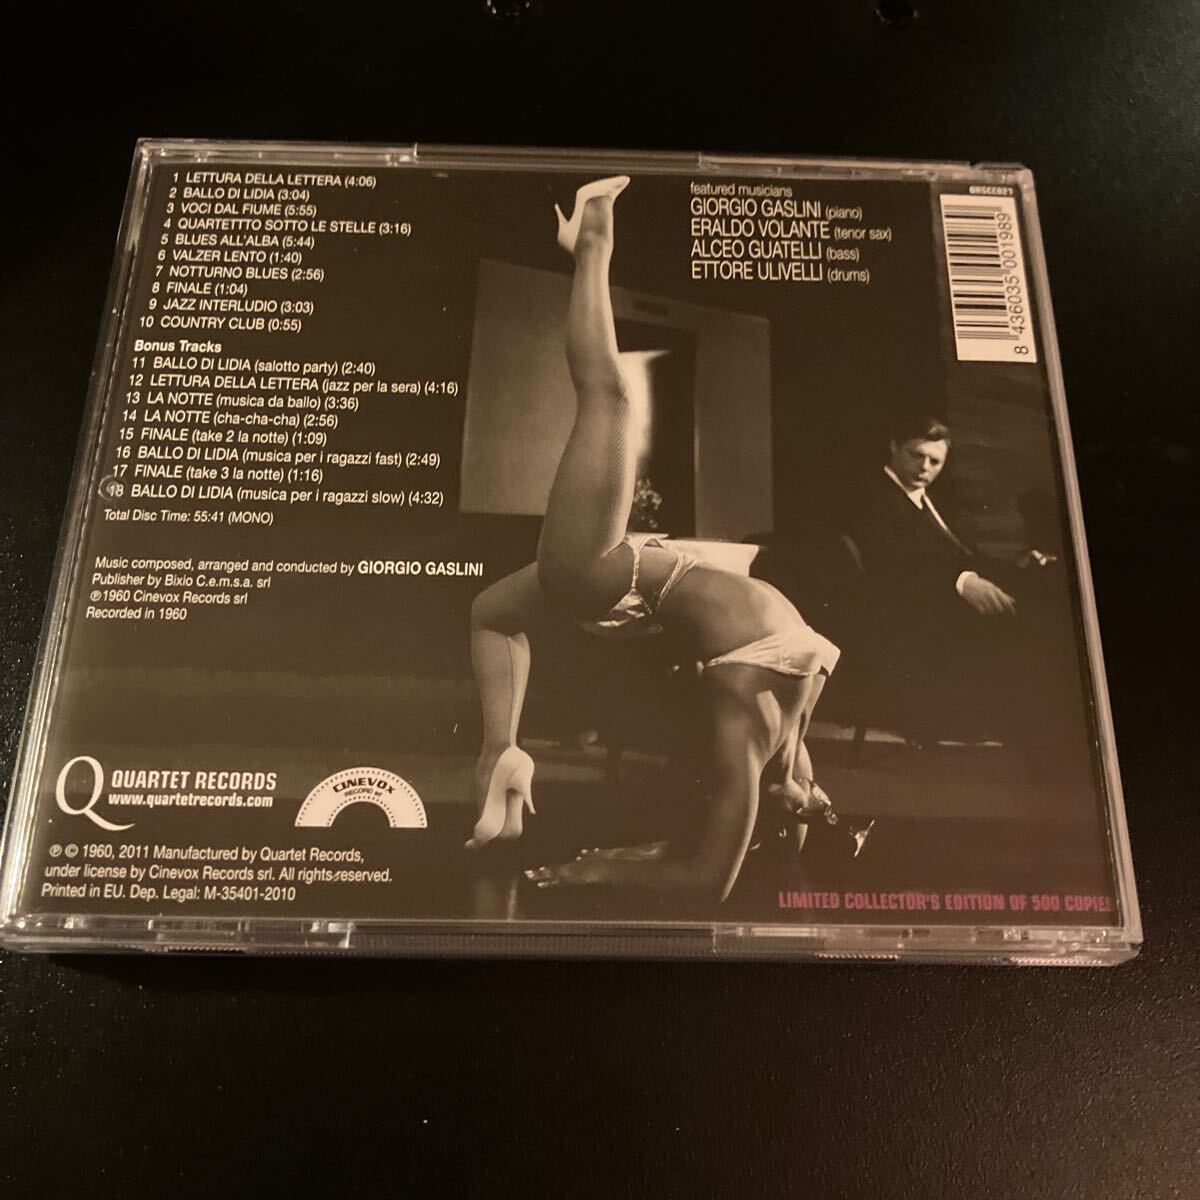 1 LETTURA DELLA LETTERA (4:06)
2 BALLO DI LIDIA (3:04)
3 VOCI DAL FIUME (5:55)
4 QUARTETTTO SOTTO LE STELLE (3:16)
5 BLUES ALL'ALBA (5:44)
6 VALZER LENTO (1:40)
7 NOTTURNO BLUES (2:56)
8 FINALE (1:04)
9 JAZZ INTERLUDIO (3:03)
10 COUNTRY CLUB (0:55)
Bonus Tracks
11 BALLO DI LIDIA (salotto party) (2:40)
12 LETTURA DELLA LETTERA (jazz per la sera) (4:16)
13 LA NOTTE (musica da ballo) (3:36)
14 LA NOTTE (cha-cha-cha) (2:56)
15 FINALE (take 2 la notte) (1:09)
16 BALLO DI LIDIA (musica per i ragazzi fast) (2:49)
17 FINALE (take 3 la notte) (1:16)
18 BALLO DI LIDIA (musica per i ragazzi slow) (4:32)
Total Disc Time: 55:41 (MONO)
Music composed, arranged and conducted by GIORGIO GASLINI
Publisher by Bixio C.e.m.s.a. srl
℗1960 Cinevox Records srl
Recorded in 1960
featured musicians
GIORGIO GASLINI (piano)
ERALDO VOLANTE (tenor sax)
ALCEO GUATELLI (bass)
ETTORE ULIVELLI (drums)
8 436035 001989
Q QUARTET RECORDS
www.quartetrecords.com
CINEVOX
RECORD srl
℗ © 1960, 2011 Manufactured by Quartet Records,
under license by Cinevox Records srl. All rights reserved.
Printed in EU. Dep. Legal: M-35401-2010
LIMITED COLLECTOR'S EDITION OF 500 COPIES